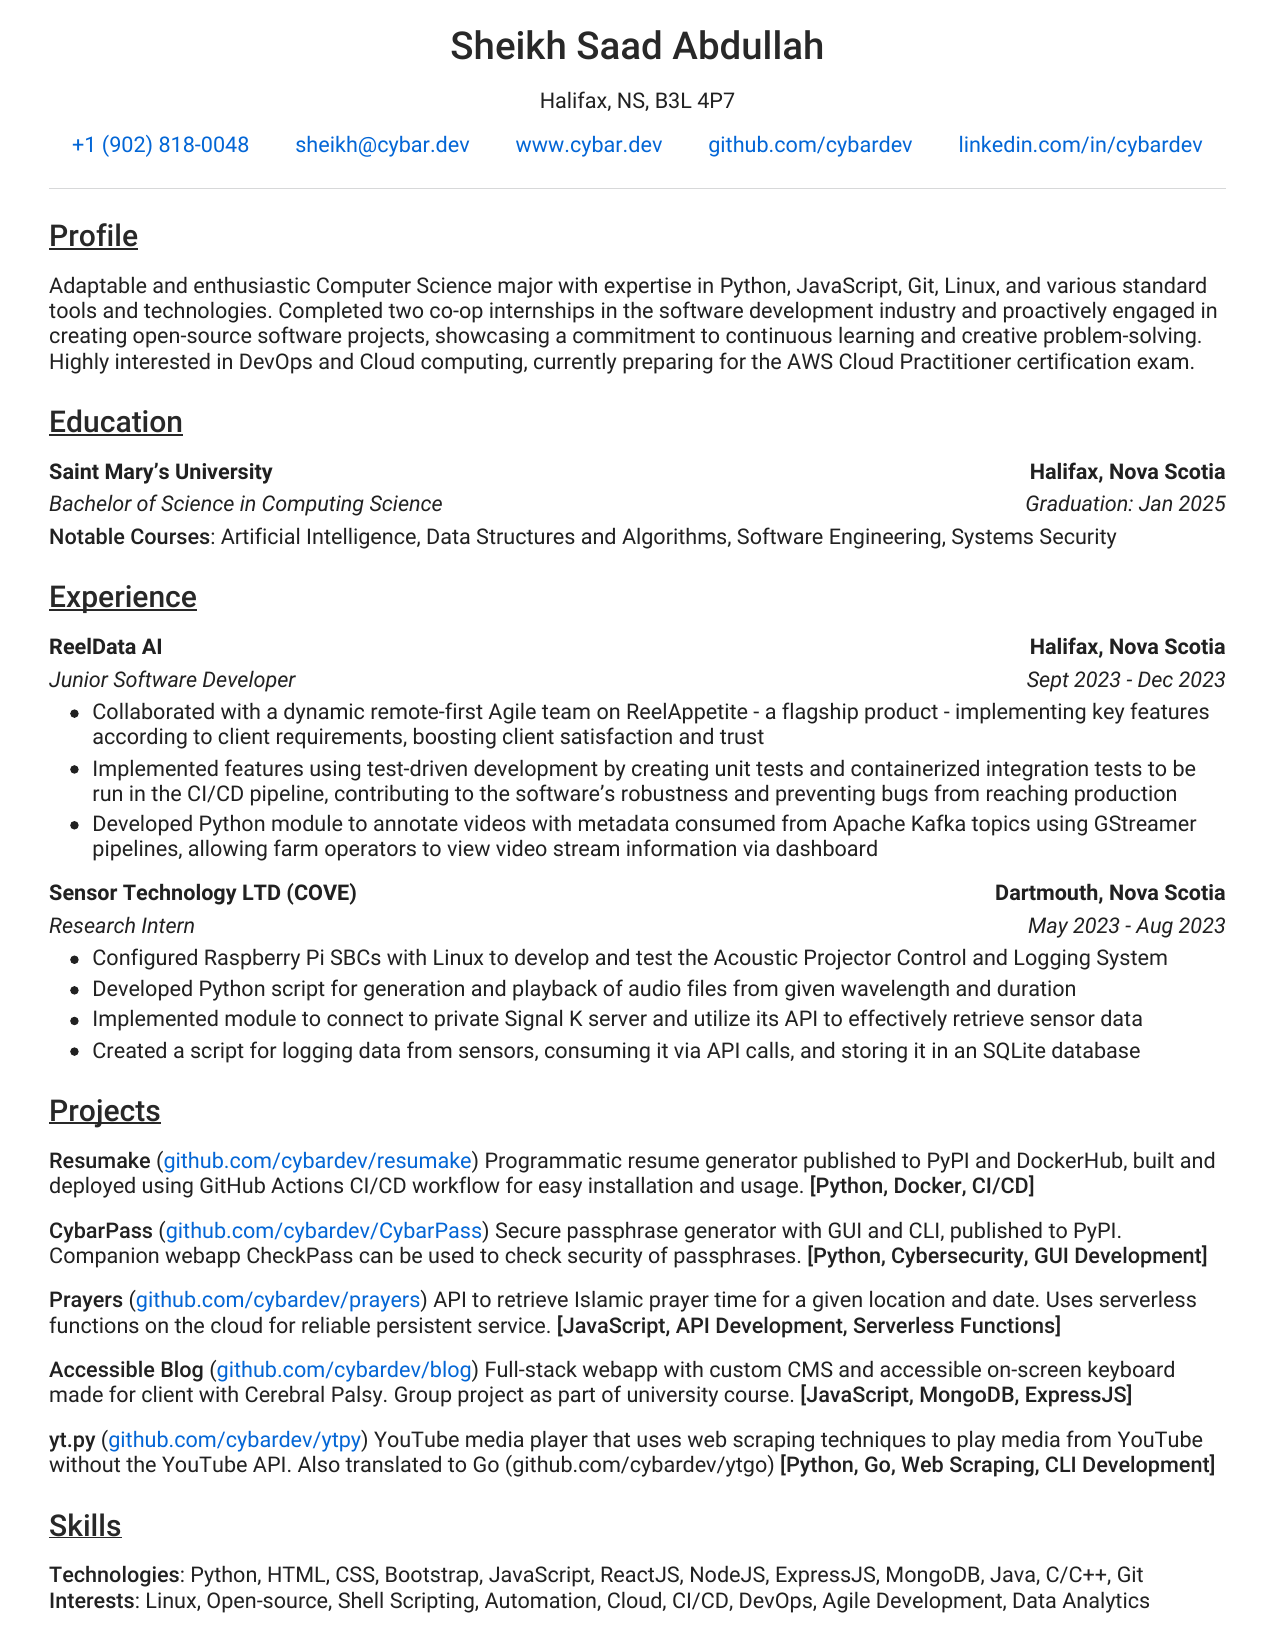 Sheikh Saad Abdullah
Halifax, NS, B3L 4P7
+1 (902) 818-0048 sheikh@cybar.dev www.cybar.dev github.com/cybardev linkedin.com/in/cybardev
Profile
Adaptable and enthusiastic Computer Science major with expertise in Python, JavaScript, Git, Linux, and various standard
tools and technologies. Completed two co-op internships in the software development industry and proactively engaged in
creating open-source software projects, showcasing a commitment to continuous learning and creative problem-solving.
Highly interested in DevOps and Cloud computing, currently preparing for the AWS Cloud Practitioner certification exam.
Education
Saint Mary’s University Halifax, Nova Scotia
Bachelor of Science in Computing Science Graduation: Jan 2025
Notable Courses: Artificial Intelligence, Data Structures and Algorithms, Software Engineering, Systems Security
Experience
ReelData AI Halifax, Nova Scotia
Junior Software Developer Sept 2023 - Dec 2023
• Collaborated with a dynamic remote-first Agile team on ReelAppetite - a flagship product - implementing key features
according to client requirements, boosting client satisfaction and trust
• Implemented features using test-driven development by creating unit tests and containerized integration tests to be
run in the CI/CD pipeline, contributing to the software’s robustness and preventing bugs from reaching production
• Developed Python module to annotate videos with metadata consumed from Apache Kafka topics using GStreamer
pipelines, allowing farm operators to view video stream information via dashboard
Sensor Technology LTD (COVE) Dartmouth, Nova Scotia
Research Intern May 2023 - Aug 2023
• Configured Raspberry Pi SBCs with Linux to develop and test the Acoustic Projector Control and Logging System
• Developed Python script for generation and playback of audio files from given wavelength and duration
• Implemented module to connect to private Signal K server and utilize its API to effectively retrieve sensor data
• Created a script for logging data from sensors, consuming it via API calls, and storing it in an SQLite database
Projects
Resumake (github.com/cybardev/resumake) Programmatic resume generator published to PyPI and DockerHub, built and
deployed using GitHub Actions CI/CD workflow for easy installation and usage. [Python, Docker, CI/CD]
CybarPass (github.com/cybardev/CybarPass) Secure passphrase generator with GUI and CLI, published to PyPI.
Companion webapp CheckPass can be used to check security of passphrases. [Python, Cybersecurity, GUI Development]
Prayers (github.com/cybardev/prayers) API to retrieve Islamic prayer time for a given location and date. Uses serverless
functions on the cloud for reliable persistent service. [JavaScript, API Development, Serverless Functions]
Accessible Blog (github.com/cybardev/blog) Full-stack webapp with custom CMS and accessible on-screen keyboard
made for client with Cerebral Palsy. Group project as part of university course. [JavaScript, MongoDB, ExpressJS]
yt.py (github.com/cybardev/ytpy) YouTube media player that uses web scraping techniques to play media from YouTube
without the YouTube API. Also translated to Go (github.com/cybardev/ytgo) [Python, Go, Web Scraping, CLI Development]
Skills
Technologies: Python, HTML, CSS, Bootstrap, JavaScript, ReactJS, NodeJS, ExpressJS, MongoDB, Java, C/C++, Git
Interests: Linux, Open-source, Shell Scripting, Automation, Cloud, CI/CD, DevOps, Agile Development, Data Analytics